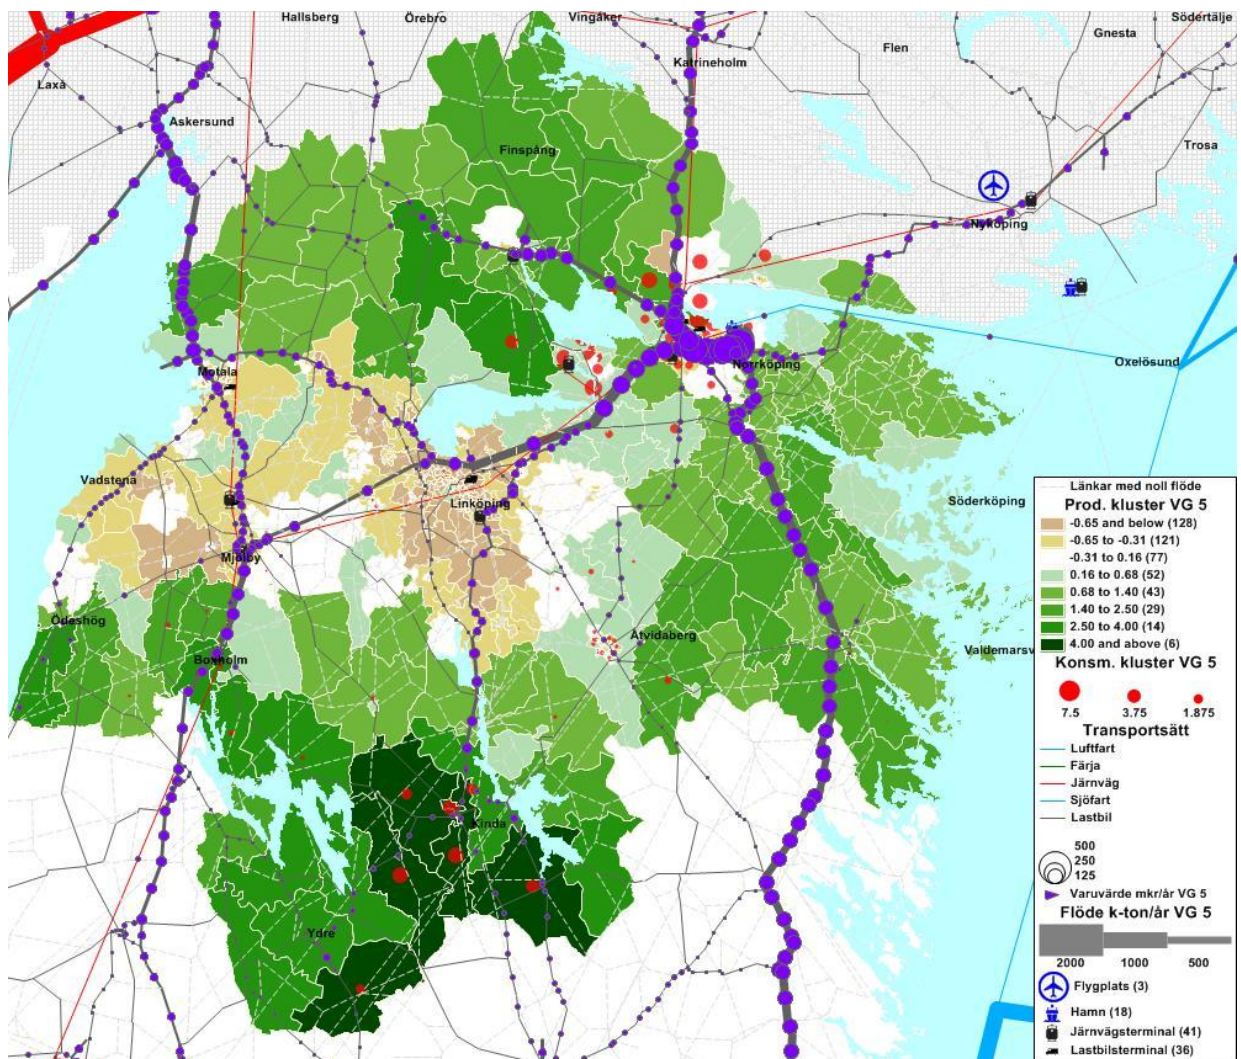 Hallsberg
Örebro
Vingåker
Södertälje
Gnesta
Flen
Katrineholm
Laxå
Askersund
Finspång
Trosa
Nyköping
Oxelösund
Norrköping
Motala
Vadstena
Linköping
Söderköping
Mjölby
Ödeshög
Åtvidaberg
Boxholm
Valdemarsv
Kinda
Ydre
Länkar med noll flöde
Prod. kluster VG 5
-0.65 and below (128)
-0.65 to -0.31 (121)
-0.31 to 0.16 (77)
0.16 to 0.68 (52)
0.68 to 1.40 (43)
1.40 to 2.50 (29)
2.50 to 4.00 (14)
4.00 and above (6)
Konsm. kluster VG 5
7.5 3.75 1.875
Transportsätt
Luftfart
Färja
Järnväg
Sjöfart
Lastbil
500
250
125
Varuvärde mkr/år VG 5
Flöde k-ton/år VG 5
2000 1000 500
Flygplats (3)
Hamn (18)
Järnvägsterminal (41)
Lastbilsterminal (36)